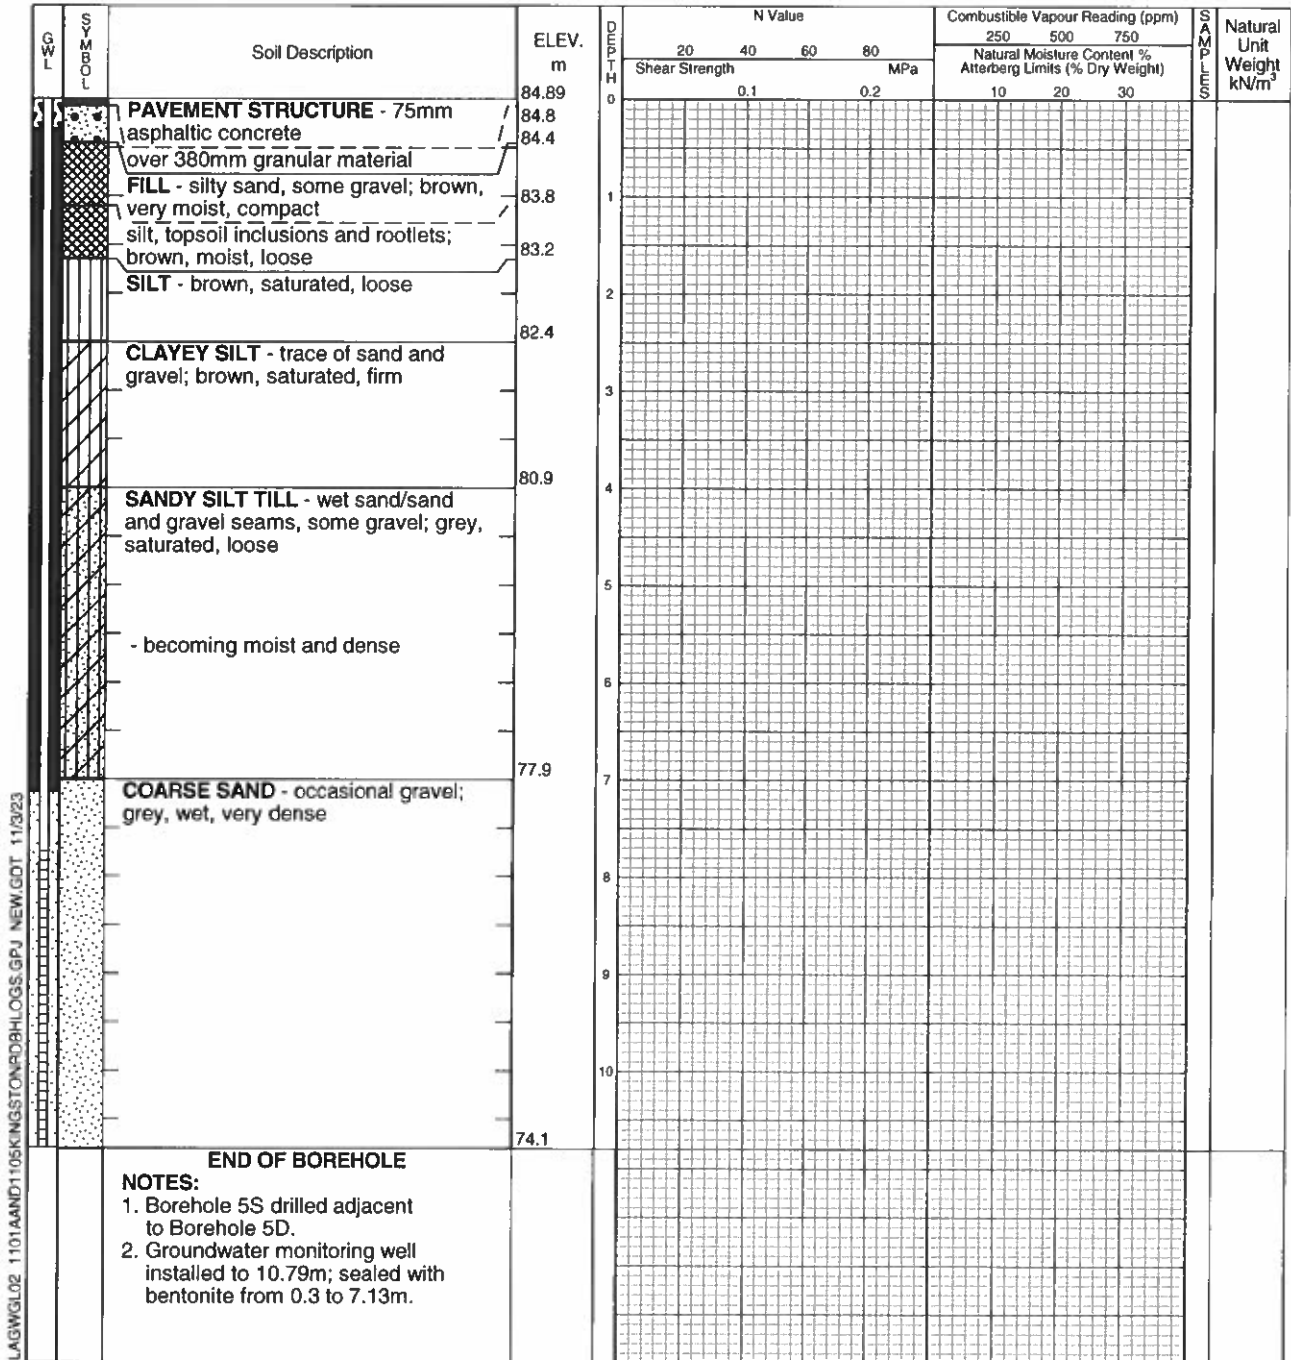 GWL
SYMBOL
Soil Description
ELEV.
m
DEPTH
N Value
20 40 60 80
Shear Strength MPa
0.1 0.2
Combustible Vapour Reading (ppm)
250 500 750
Natural Moisture Content %
Atterberg Limits (% Dry Weight)
10 20 30
SAMPLES
Natural
Unit
Weight
kN/m³
84.89
0
PAVEMENT STRUCTURE - 75mm
84.8
asphaltic concrete
84.4
over 380mm granular material
FILL - silty sand, some gravel; brown,
83.8
1
very moist, compact
silt, topsoil inclusions and rootlets;
83.2
brown, moist, loose
SILT - brown, saturated, loose
2
82.4
CLAYEY SILT - trace of sand and
gravel; brown, saturated, firm
3
80.9
4
SANDY SILT TILL - wet sand/sand
and gravel seams, some gravel; grey,
saturated, loose
5
- becoming moist and dense
6
77.9
7
COARSE SAND - occasional gravel;
grey, wet, very dense
8
9
10
74.1
END OF BOREHOLE
NOTES:
1. Borehole 5S drilled adjacent
to Borehole 5D.
2. Groundwater monitoring well
installed to 10.79m; sealed with
bentonite from 0.3 to 7.13m.
NEW.GDT 11/3/23